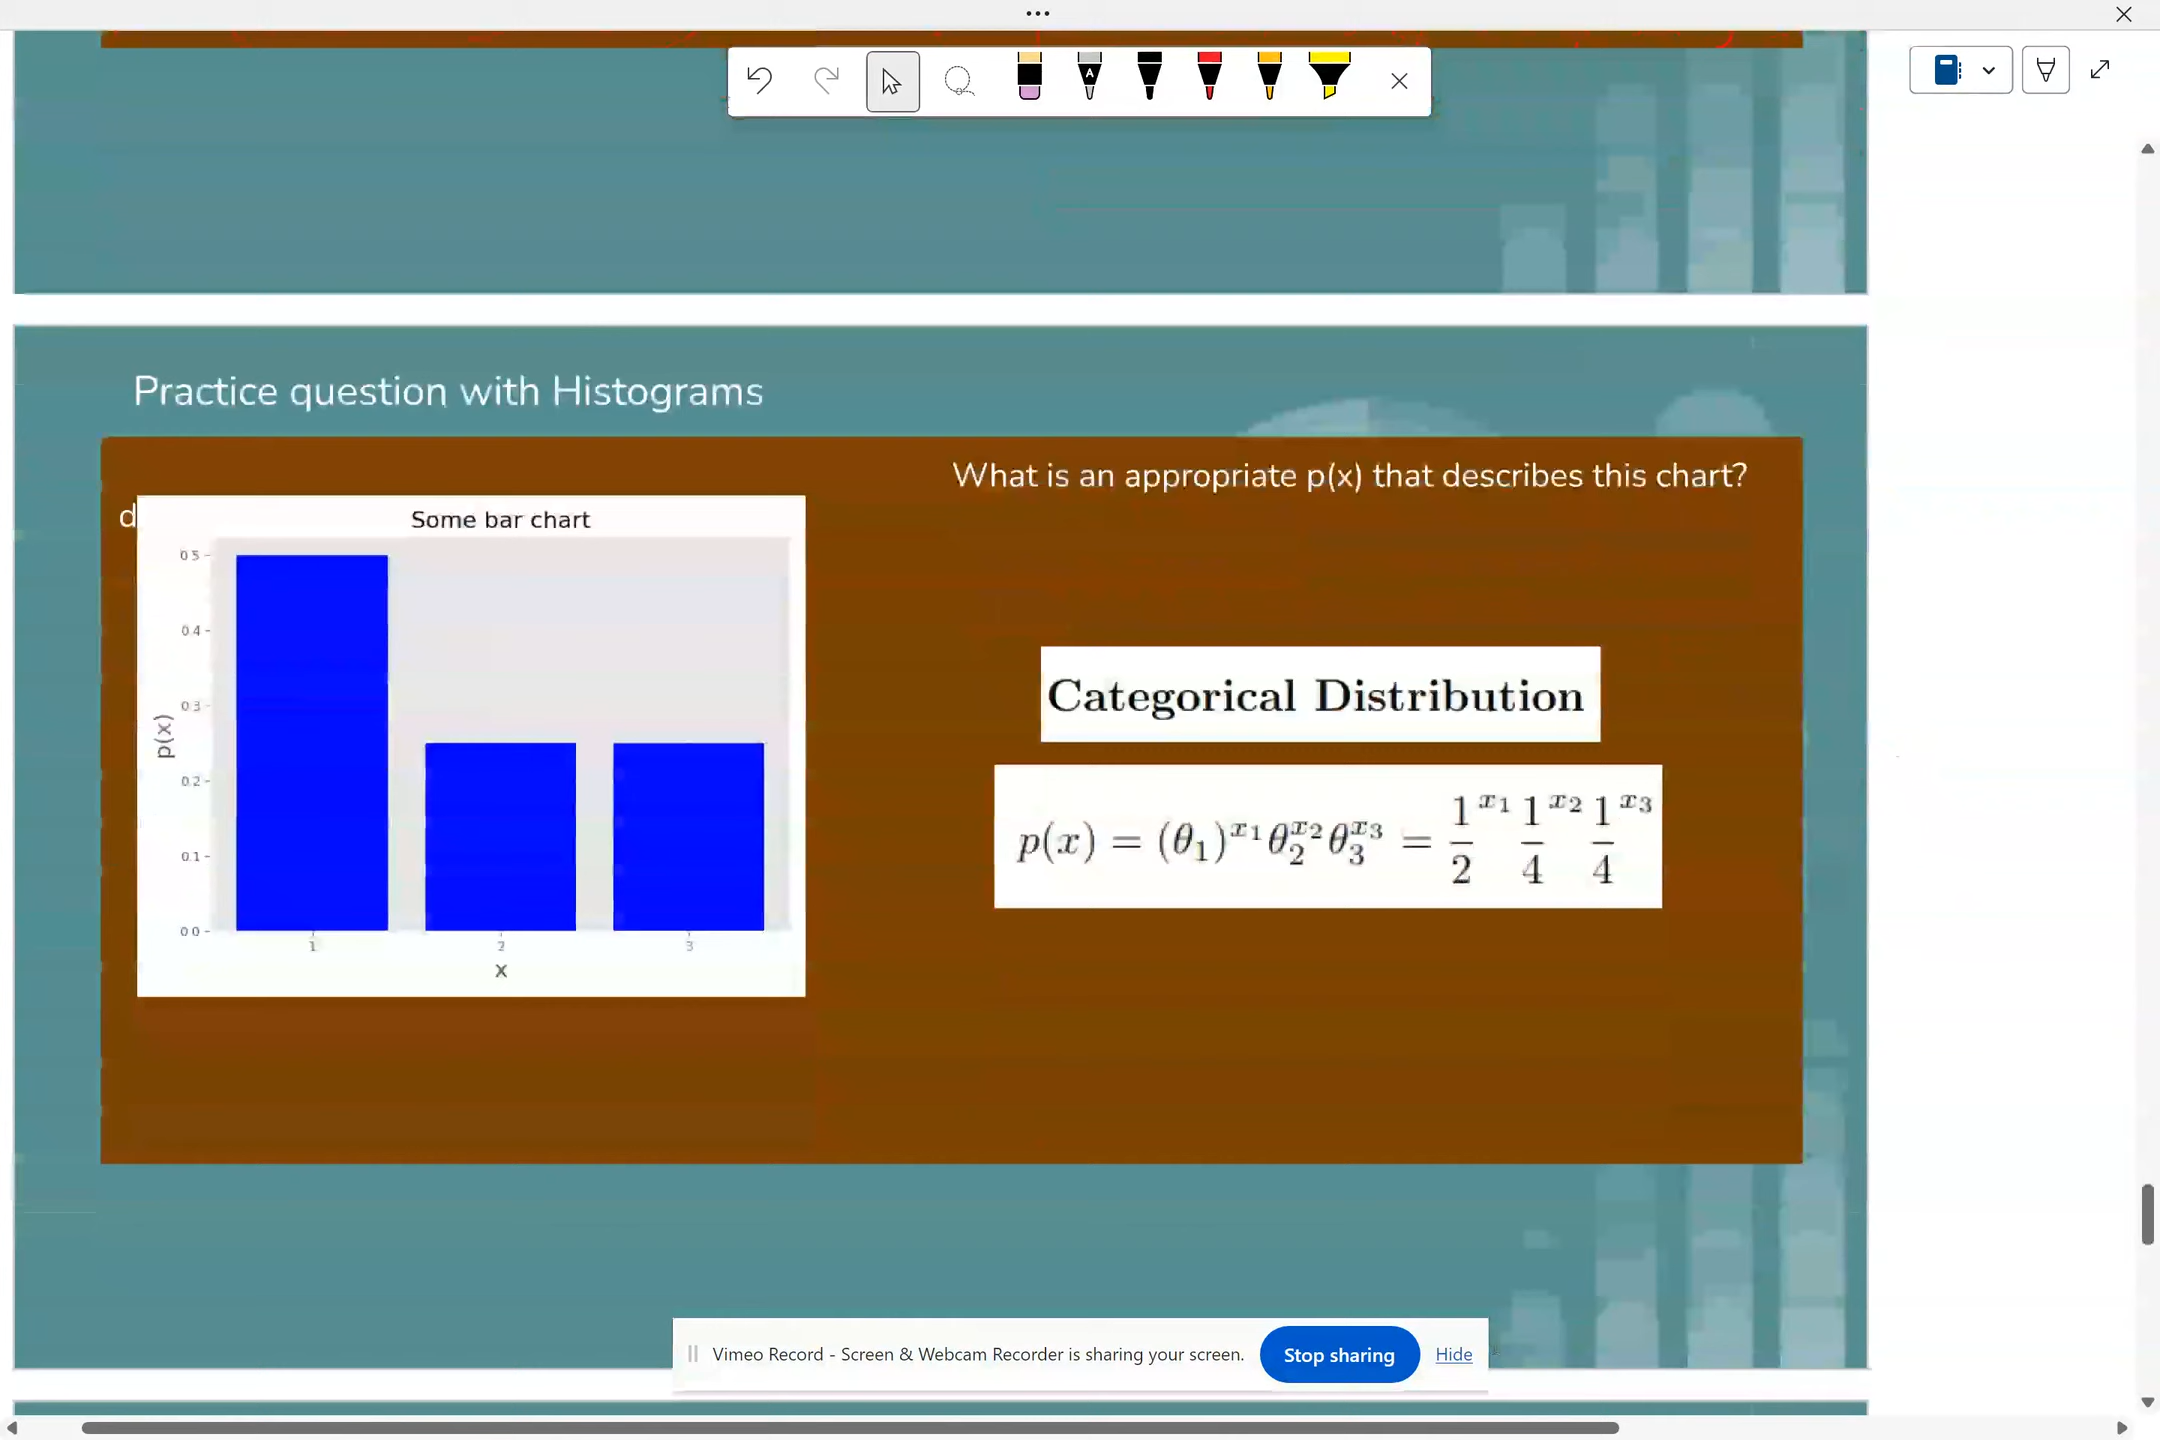 A
Practice question with Histograms
What is an appropriate p(x) that describes this chart?
d
Some bar chart
0.5
0.4
0.3
0.2
0.1
0.0
p(x)
1 2 3
x
Categorical Distribution
p(x) = (θ₁)^{x₁} θ₂^{x₂} θ₃^{x₃} = 1/2^{x₁} 1/4^{x₂} 1/4^{x₃}
Vimeo Record - Screen & Webcam Recorder is sharing your screen. Stop sharing Hide